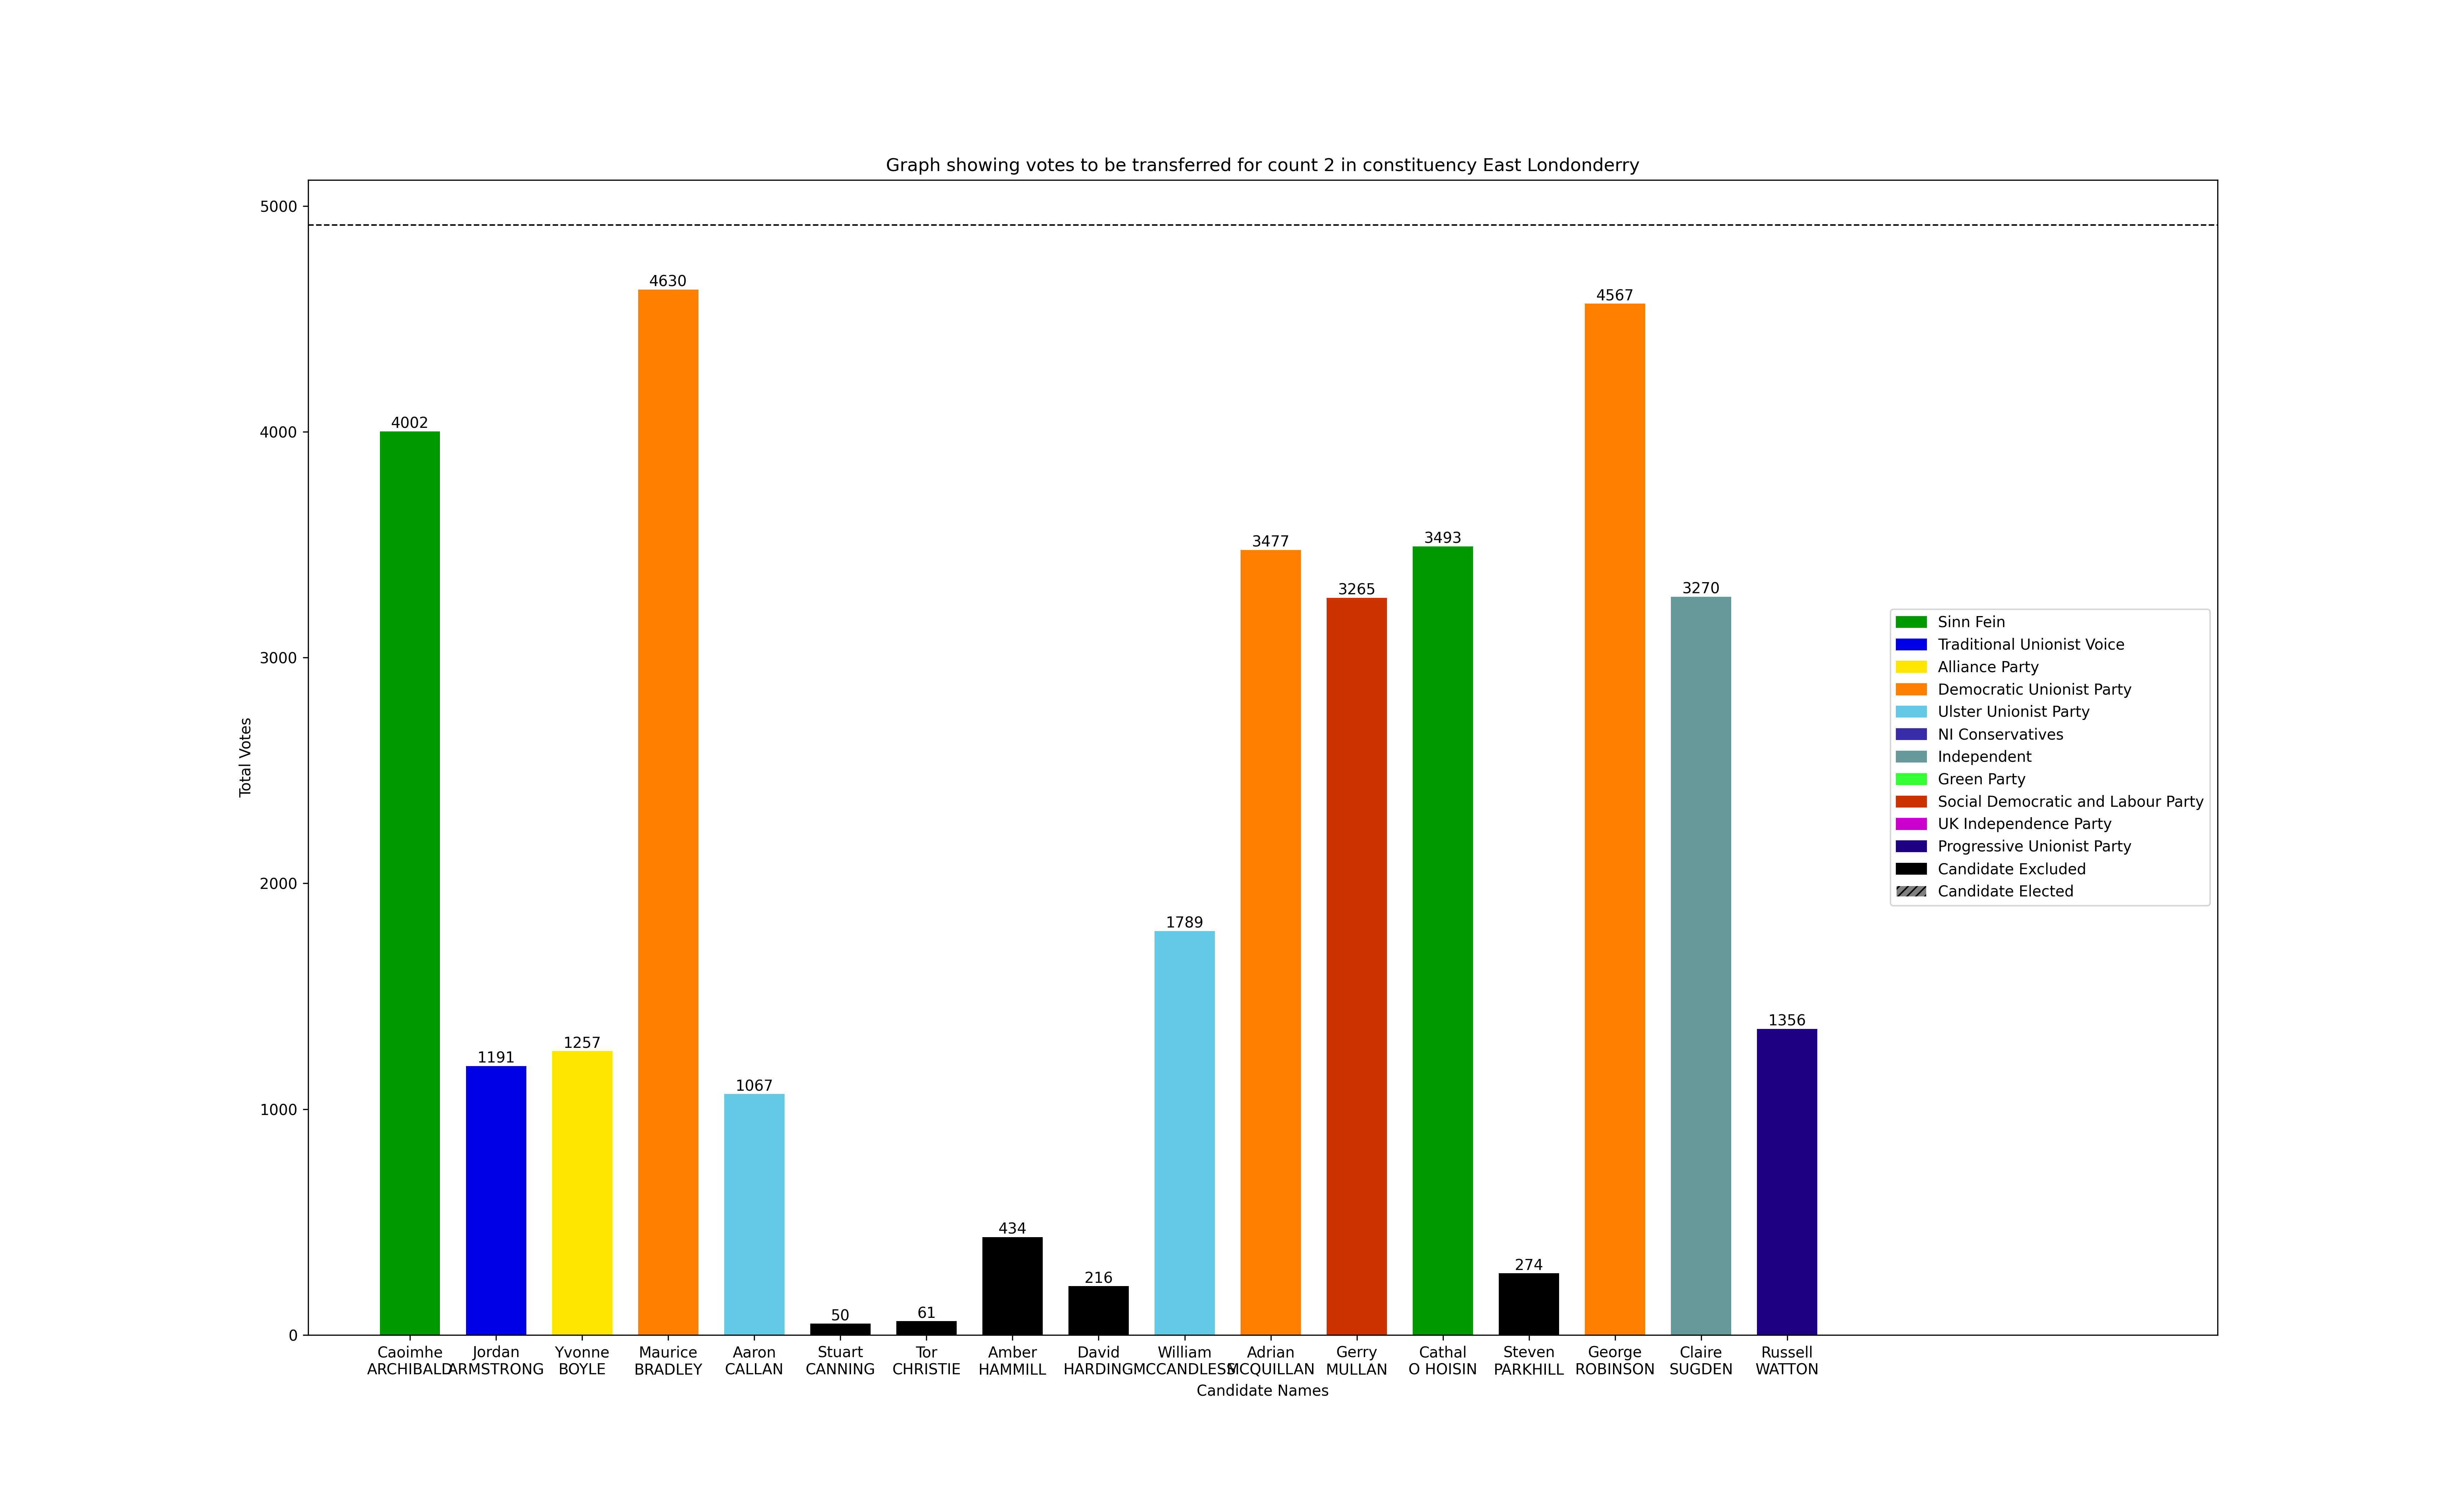 Graph showing votes to be transferred for count 2 in constituency East Londonderry
5000
4000
3000
2000
1000
0
Total Votes
4002
1191
1257
4630
1067
50
61
434
216
1789
3477
3265
3493
274
4567
3270
1356
Sinn Fein
Traditional Unionist Voice
Alliance Party
Democratic Unionist Party
Ulster Unionist Party
NI Conservatives
Independent
Green Party
Social Democratic and Labour Party
UK Independence Party
Progressive Unionist Party
Candidate Excluded
Candidate Elected
Caoimhe
ARCHIBALD
Jordan
ARMSTRONG
Yvonne
BOYLE
Maurice
BRADLEY
Aaron
CALLAN
Stuart
CANNING
Tor
CHRISTIE
Amber
HAMMILL
David
HARDING
William
MCCANDLESS
Adrian
MCQUILLAN
Gerry
MULLAN
Cathal
O HOISIN
Steven
PARKHILL
George
ROBINSON
Claire
SUGDEN
Russell
WATTON
Candidate Names